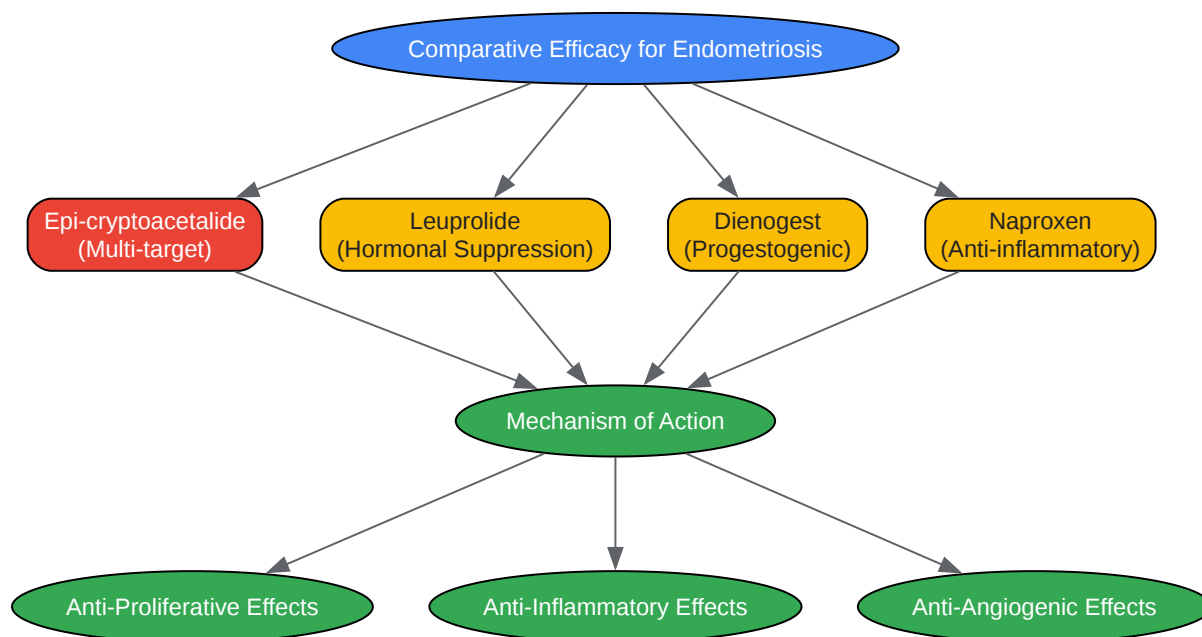 Comparative Efficacy for Endometriosis
Epi-cryptoacetalide
(Multi-target)
Leuprolide
(Hormonal Suppression)
Dienogest
(Progestogenic)
Naproxen
(Anti-inflammatory)
Mechanism of Action
Anti-Proliferative Effects
Anti-Inflammatory Effects
Anti-Angiogenic Effects